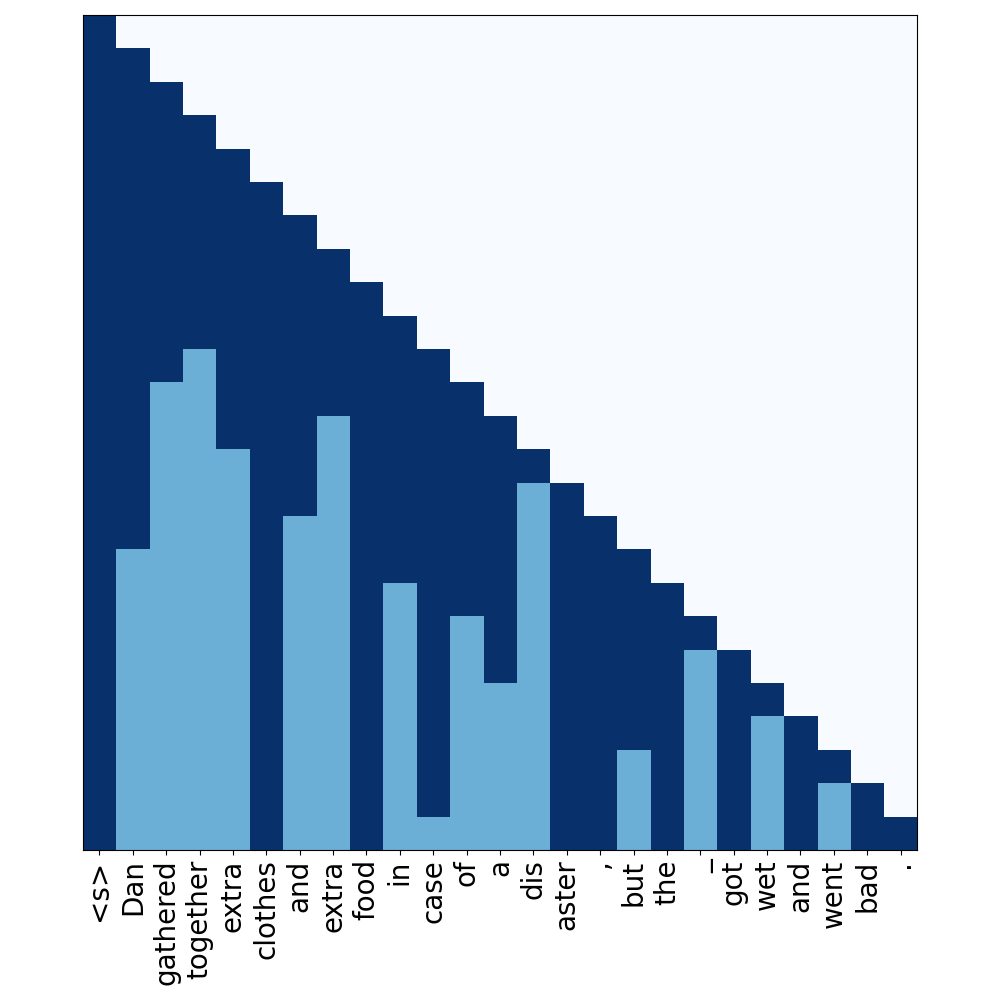 <s> Dan gathered together extra clothes and extra food in case of a dis aster , but the _ got wet and went bad .